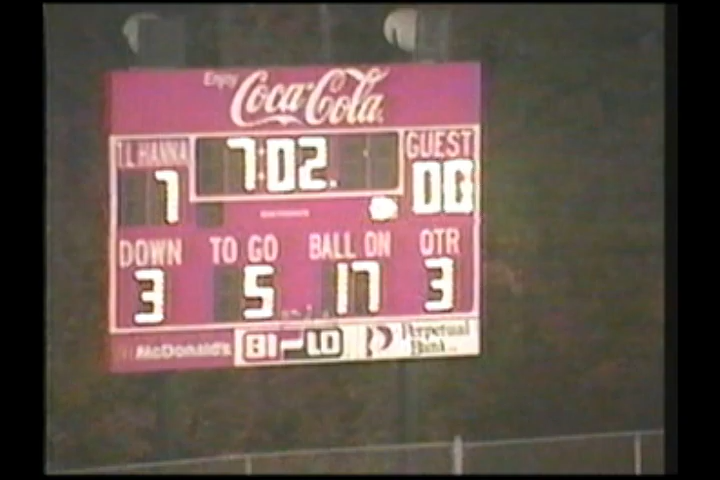 Enjoy
Coca-Cola
T.L. HANNA 7:02 GUEST
7 00
DOWN TO GO BALL ON QTR
3 5 17 3
McDonald's BI-LO Perpetual
Bank